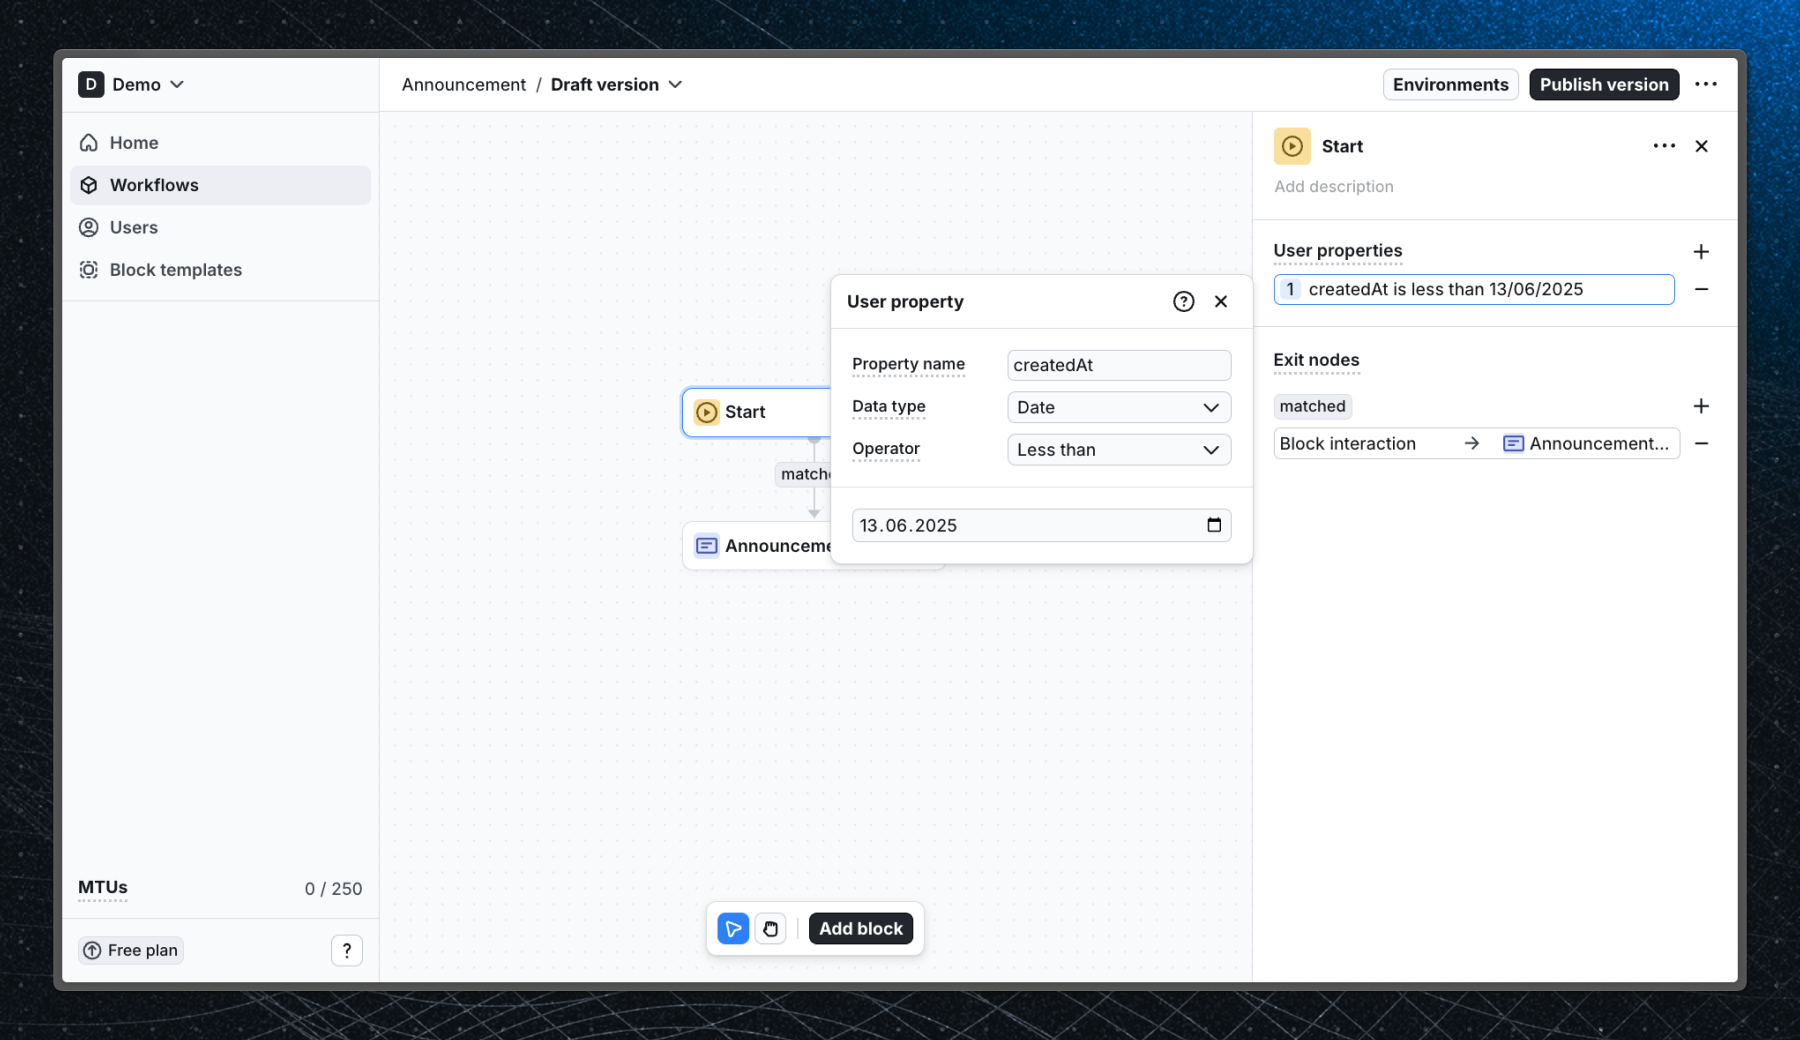 D Demo
Announcement / Draft version
Environments
Publish version
Home
Workflows
Users
Block templates
MTUs 0 / 250
Free plan
?
Start
matche
Announceme
User property
Property name createdAt
Data type Date
Operator Less than
13.06.2025
Add block
Start
Add description
User properties
1 createdAt is less than 13/06/2025
Exit nodes
matched
Block interaction → Announcement...